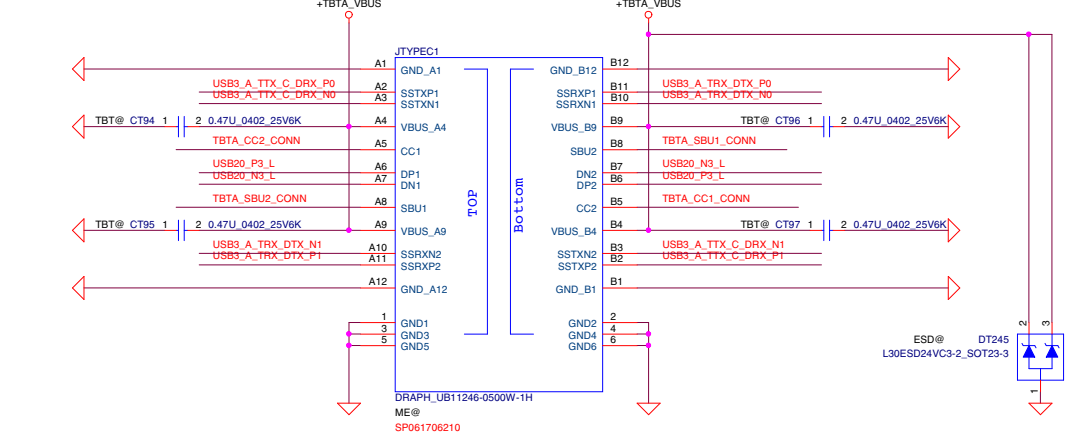 +TBTA_VBUS
+TBTA_VBUS
JTYPEC1
A1 GND_A1
USB3_A_TTX_C_DRX_P0 A2 SSTXP1
USB3_A_TTX_C_DRX_N0 A3 SSTXN1
TBT@ CT94 1 2 0.47U_0402_25V6K A4 VBUS_A4
TBTA_CC2_CONN A5 CC1
USB20_P3_L A6 DP1
USB20_N3_L A7 DN1
TBTA_SBU2_CONN A8 SBU1
TBT@ CT95 1 2 0.47U_0402_25V6K A9 VBUS_A9
USB3_A_TRX_DTX_N1 A10 SSRXN2
USB3_A_TRX_DTX_P1 A11 SSRXP2
A12 GND_A12
1 GND1
3 GND3
5 GND5
TOP
Bottom
GND_B12 B12
SSRXP1 B11 USB3_A_TRX_DTX_P0
SSRXN1 B10 USB3_A_TRX_DTX_N0
VBUS_B9 B9 TBT@ CT96 1 2 0.47U_0402_25V6K
SBU2 B8 TBTA_SBU1_CONN
DN2 B7 USB20_N3_L
DP2 B6 USB20_P3_L
CC2 B5 TBTA_CC1_CONN
VBUS_B4 B4 TBT@ CT97 1 2 0.47U_0402_25V6K
SSTXN2 B3 USB3_A_TTX_C_DRX_N1
SSTXP2 B2 USB3_A_TTX_C_DRX_P1
GND_B1 B1
GND2 2
GND4 4
GND6 6
DRAPH_UB11246-0500W-1H
ME@
SP061706210
2 3
ESD@ DT245
L30ESD24VC3-2_SOT23-3
1